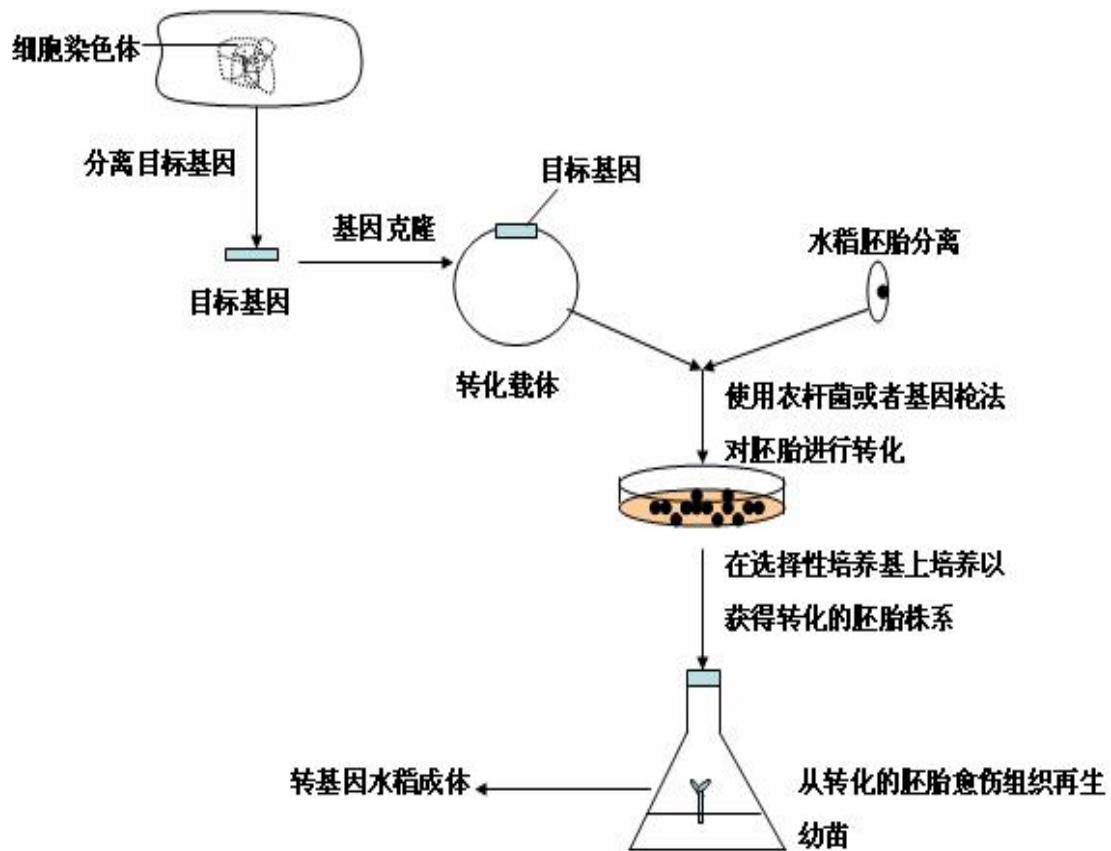 细胞染色体
分离目标基因
目标基因
基因克隆
目标基因
转化载体
水稻胚胎分离
使用农杆菌或者基因枪法
对胚胎进行转化
在选择性培养基上培养以
获得转化的胚胎株系
从转化的胚胎愈伤组织再生
幼苗
转基因水稻成体